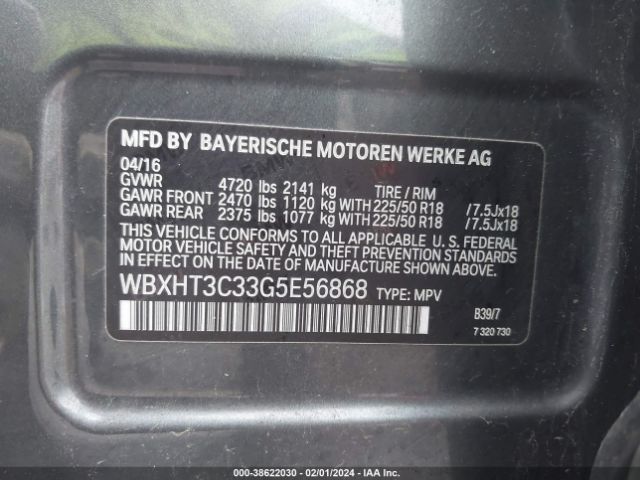 MFD BY BAYERISCHE MOTOREN WERKE AG
04/16
GVWR 4720 lbs 2141 kg TIRE / RIM
GAWR FRONT 2470 lbs 1120 kg WITH 225/50 R18 /7.5Jx18
GAWR REAR 2375 lbs 1077 kg WITH 225/50 R18 /7.5Jx18
THIS VEHICLE CONFORMS TO ALL APPLICABLE U. S. FEDERAL
MOTOR VEHICLE SAFETY AND THEFT PREVENTION STANDARDS
IN EFFECT ON THE DATE OF MANUFACTURE SHOWN ABOVE.
WBXHT3C33G5E56868 TYPE: MPV
B39/7
7 320 730
000-38622030 - 02/01/2024 - IAA Inc.